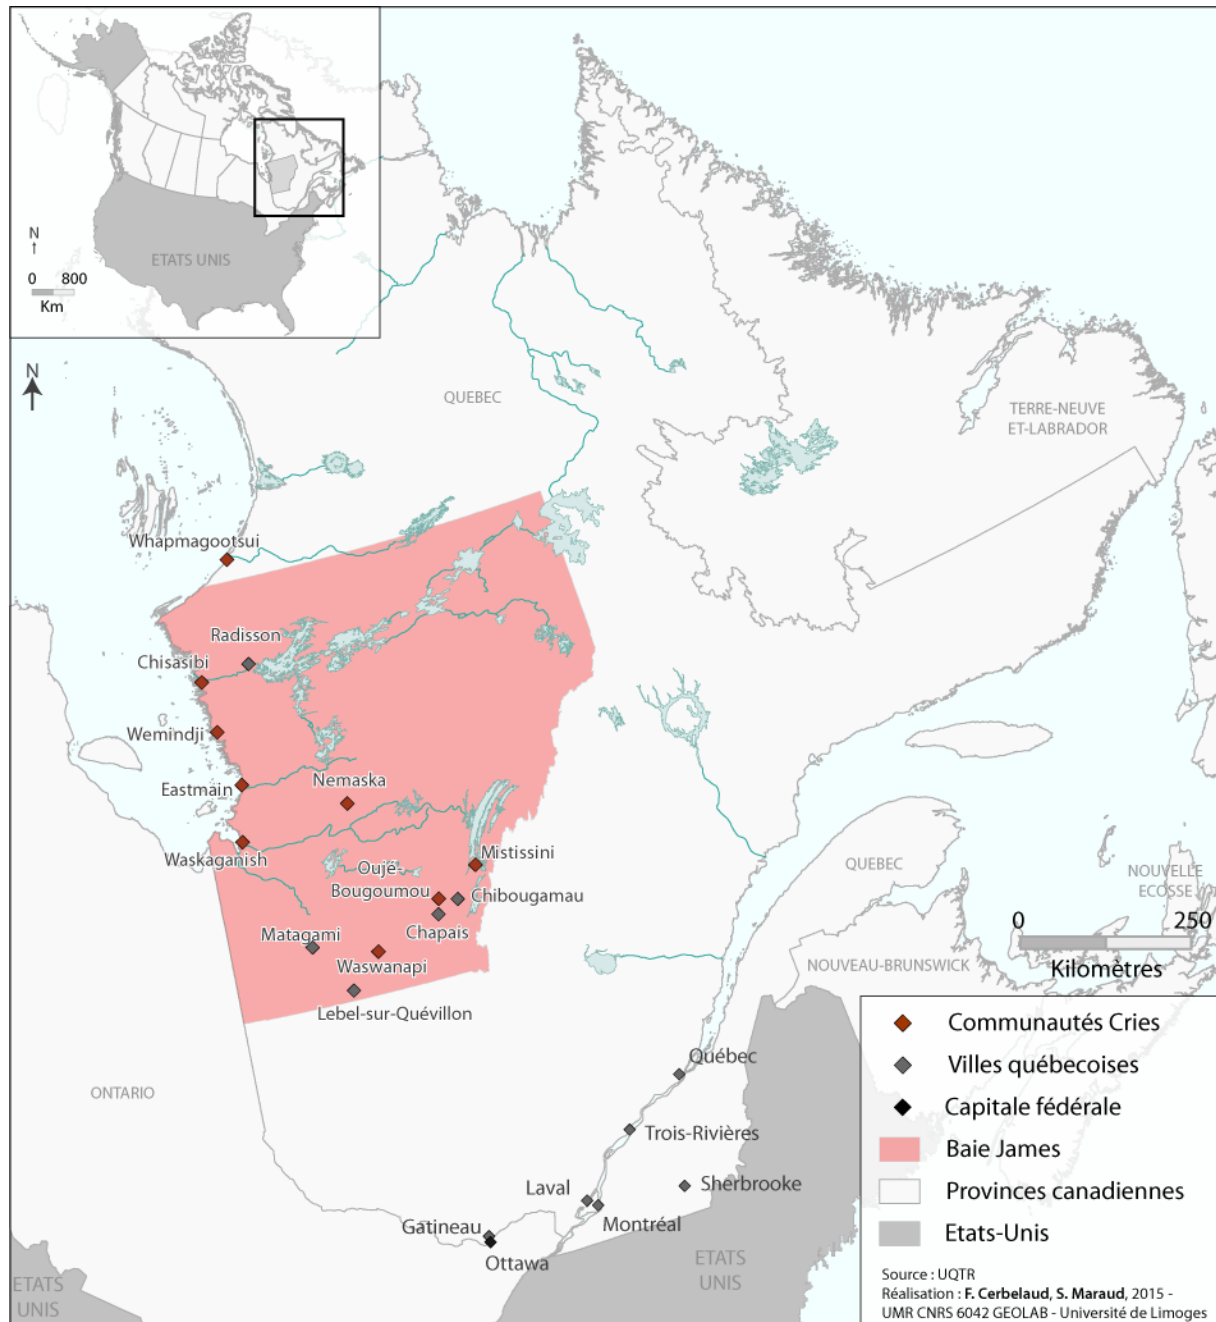 N
0 800
Km
ETATS UNIS
N
QUEBEC
TERRE-NEUVE
ET-LABRADOR
Whapmagootsui
Radisson
Chisasibi
Wemindji
Eastmain
Nemaska
Waskaganish
Mistissini
Oujé-
Bougoumou
Chibougamau
Chapais
Matagami
Waswanapi
Lebel-sur-Quévillon
QUEBEC
NOUVELLE
ECOSSE
0 250
Kilomètres
NOUVEAU-BRUNSWICK
ONTARIO
Québec
Trois-Rivières
Sherbrooke
Laval
Montréal
Gatineau
Ottawa
ETATS
UNIS
ETATS
UNIS
Communautés Cries
Villes québecoises
Capitale fédérale
Baie James
Provinces canadiennes
Etats-Unis
Source : UQTR
Réalisation : F. Cerbelaud, S. Maraud, 2015 -
UMR CNRS 6042 GEOLAB - Université de Limoges